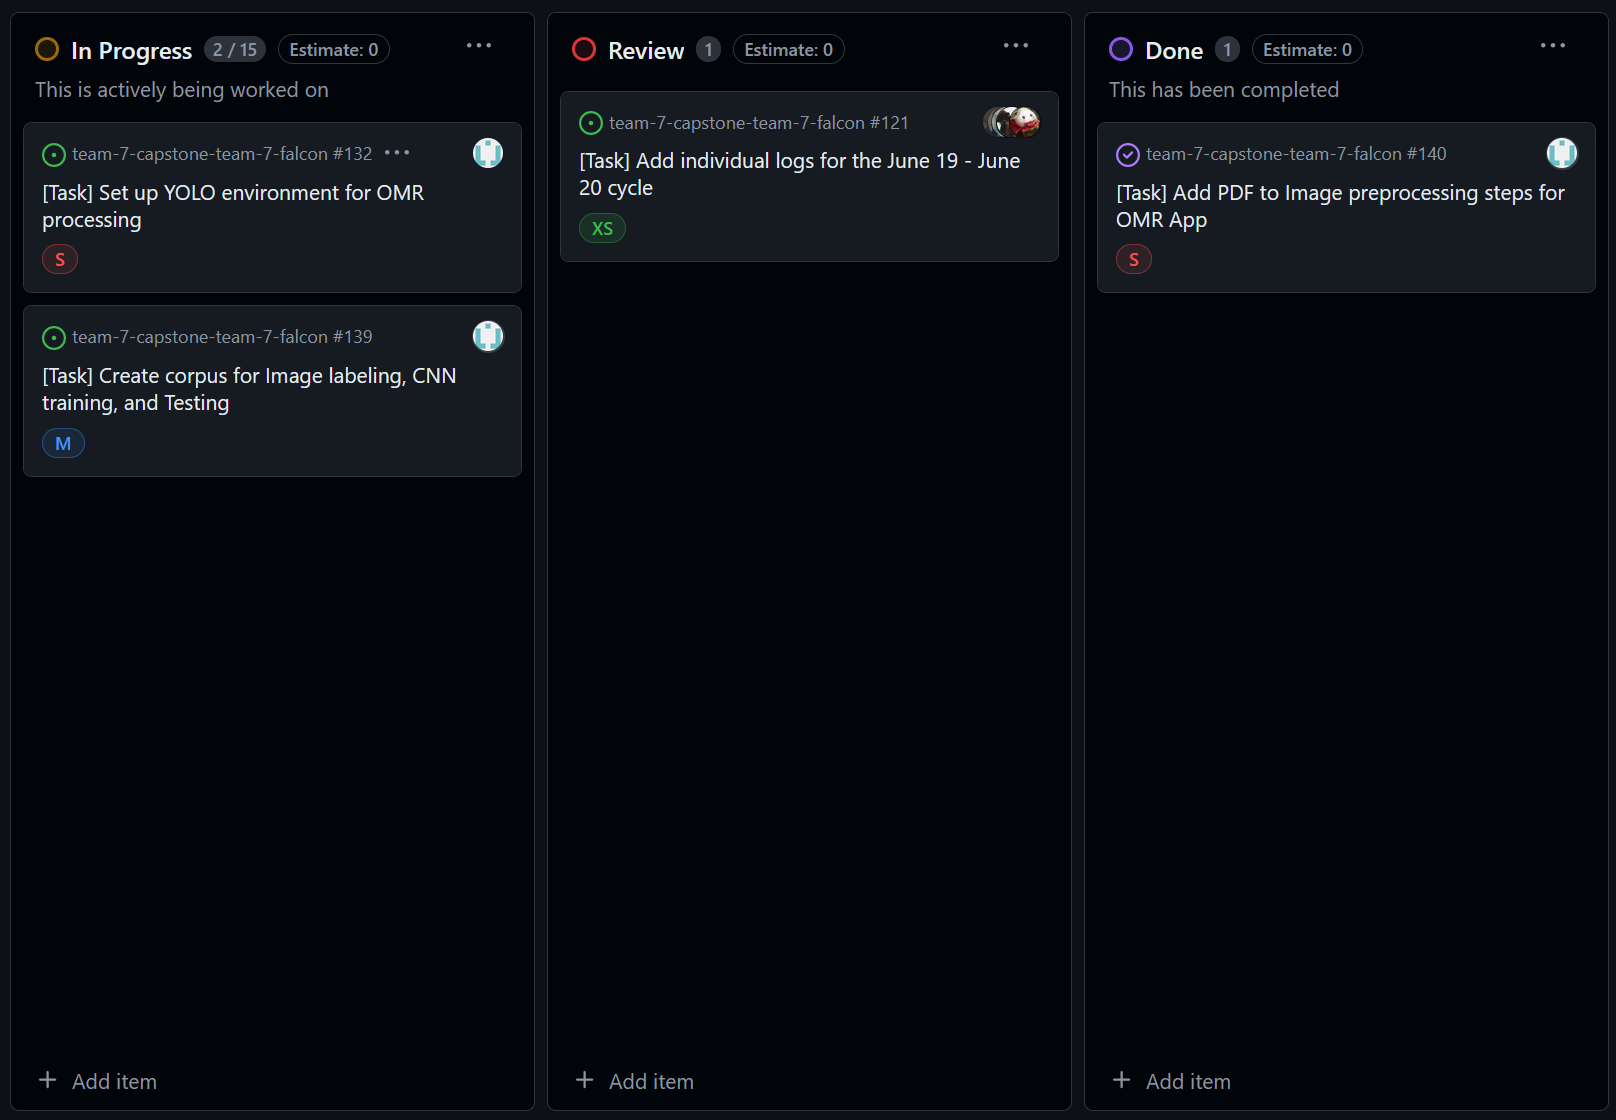 In Progress 2 / 15 Estimate: 0
This is actively being worked on
team-7-capstone-team-7-falcon #132
[Task] Set up YOLO environment for OMR
processing
S
team-7-capstone-team-7-falcon #139
[Task] Create corpus for Image labeling, CNN
training, and Testing
M
Add item
Review 1 Estimate: 0
team-7-capstone-team-7-falcon #121
[Task] Add individual logs for the June 19 - June
20 cycle
XS
Add item
Done 1 Estimate: 0
This has been completed
team-7-capstone-team-7-falcon #140
[Task] Add PDF to Image preprocessing steps for
OMR App
S
Add item